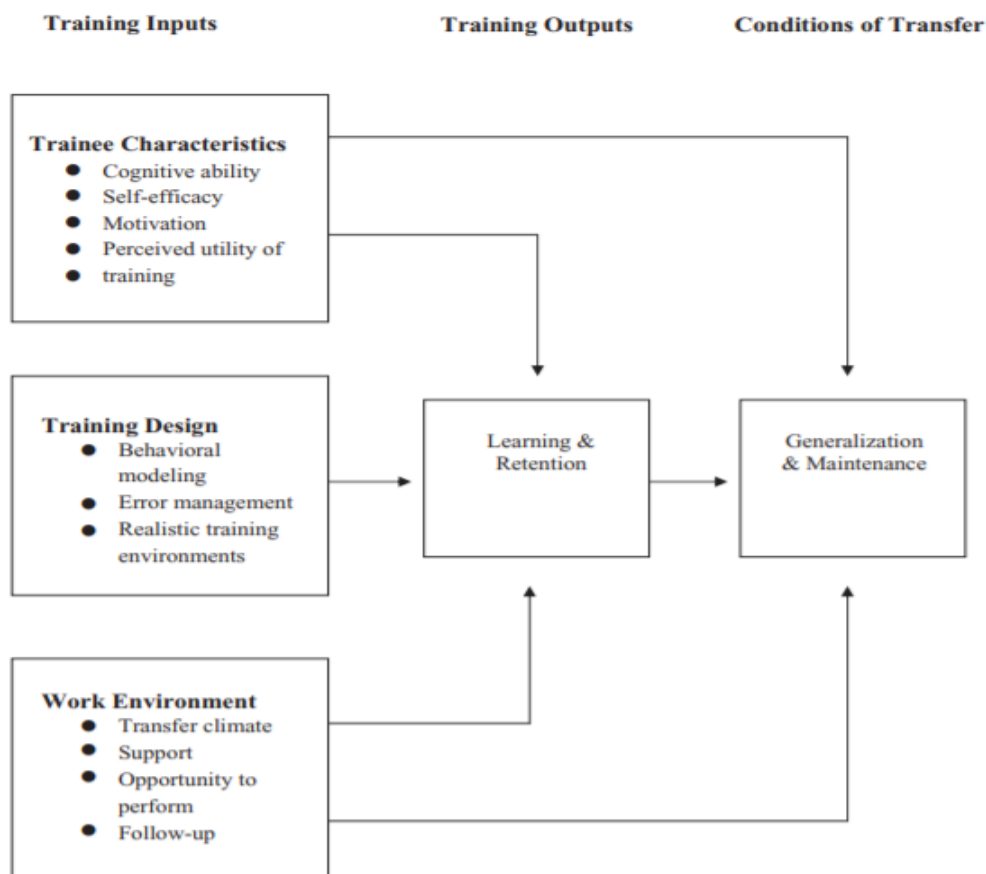 Training Inputs
Training Outputs
Conditions of Transfer
Trainee Characteristics
● Cognitive ability
● Self-efficacy
● Motivation
● Perceived utility of
● training
Training Design
● Behavioral
modeling
● Error management
● Realistic training
environments
Work Environment
● Transfer climate
● Support
● Opportunity to
perform
● Follow-up
Learning &
Retention
Generalization
& Maintenance